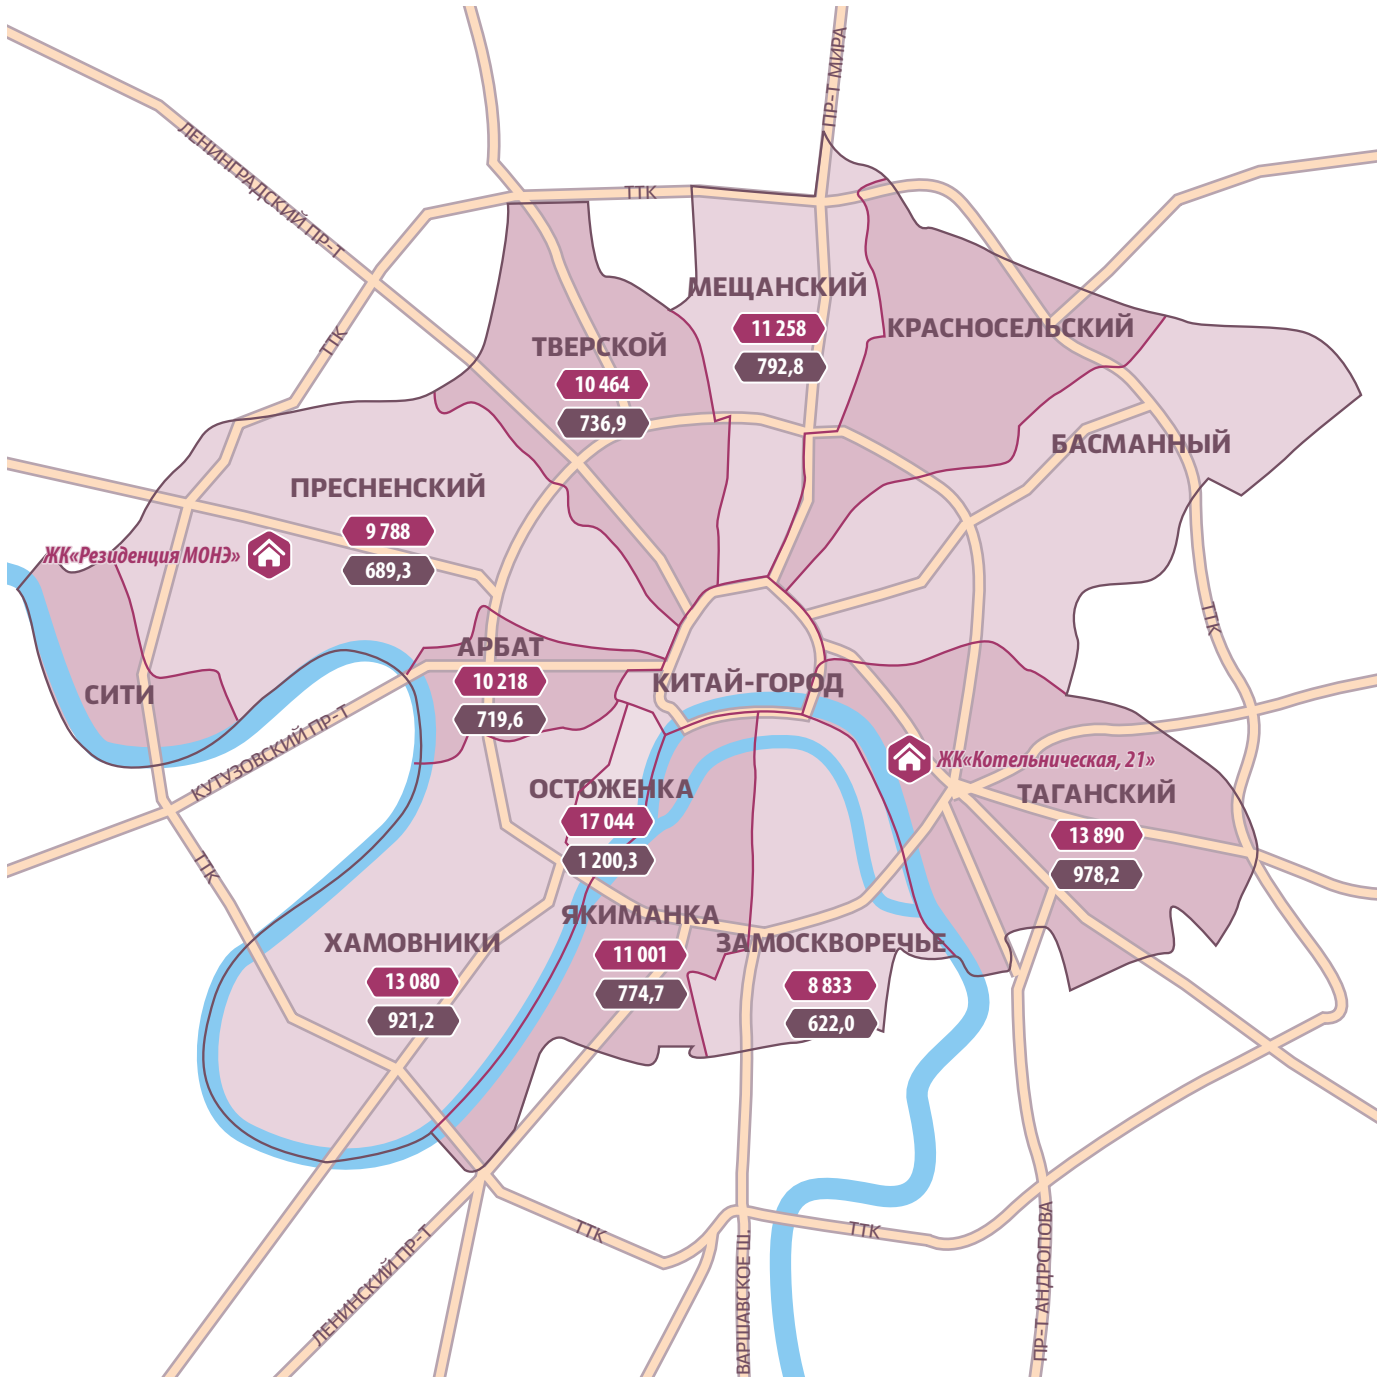 ПР-Т МИРА
ЛЕНИНГРАДСКИЙ ПР-Т
ТТК
МЕЩАНСКИЙ
11 258
792,8
КРАСНОСЕЛЬСКИЙ
ТТК
ТВЕРСКОЙ
10 464
736,9
БАСМАННЫЙ
ПРЕСНЕНСКИЙ
9 788
689,3
ЖК«Резиденция МОНЭ»
ТТК
АРБАТ
10 218
719,6
КИТАЙ-ГОРОД
СИТИ
КУТУЗОВСКИЙ ПР-Т
ЖК«Котельническая, 21»
ОСТОЖЕНКА
17 044
1 200,3
ТАГАНСКИЙ
13 890
978,2
ТТК
ЯКИМАНКА
11 001
774,7
ХАМОВНИКИ
13 080
921,2
ЗАМОСКВОРЕЧЬЕ
8 833
622,0
ТТК
ТТК
ЛЕНИНСКИЙ ПР-Т
ВАРШАВСКОЕ Ш.
ПР-Т АНДРОПОВА